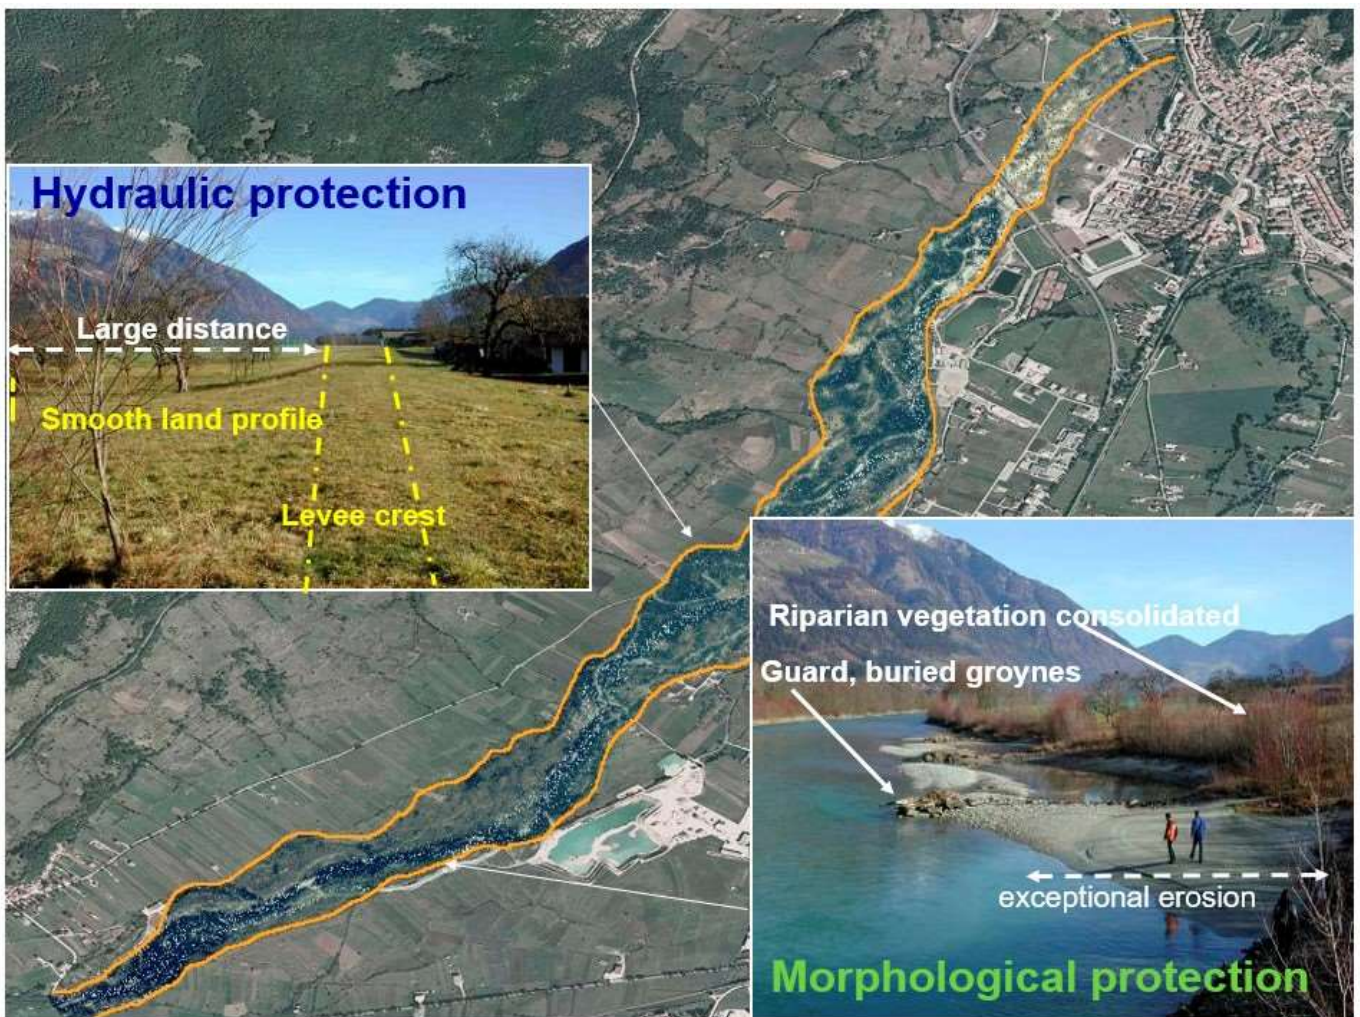 Hydraulic protection
Large distance
Smooth land profile
Levee crest
Riparian vegetation consolidated
Guard, buried groynes
exceptional erosion
Morphological protection